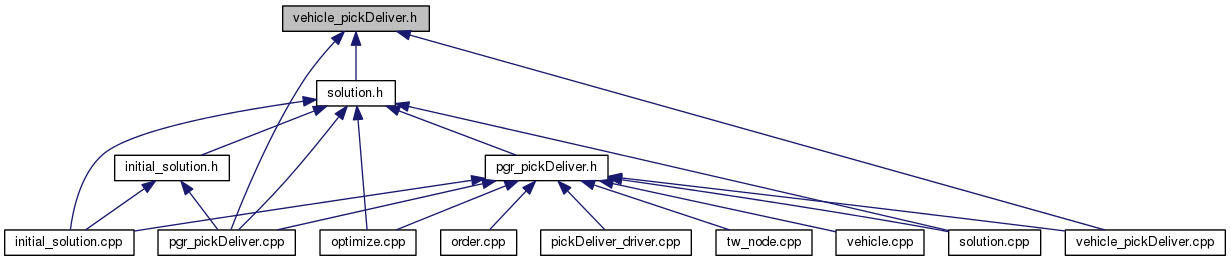 vehicle_pickDeliver.h
solution.h
initial_solution.h
pgr_pickDeliver.h
initial_solution.cpp
pgr_pickDeliver.cpp
optimize.cpp
order.cpp
pickDeliver_driver.cpp
tw_node.cpp
vehicle.cpp
solution.cpp
vehicle_pickDeliver.cpp